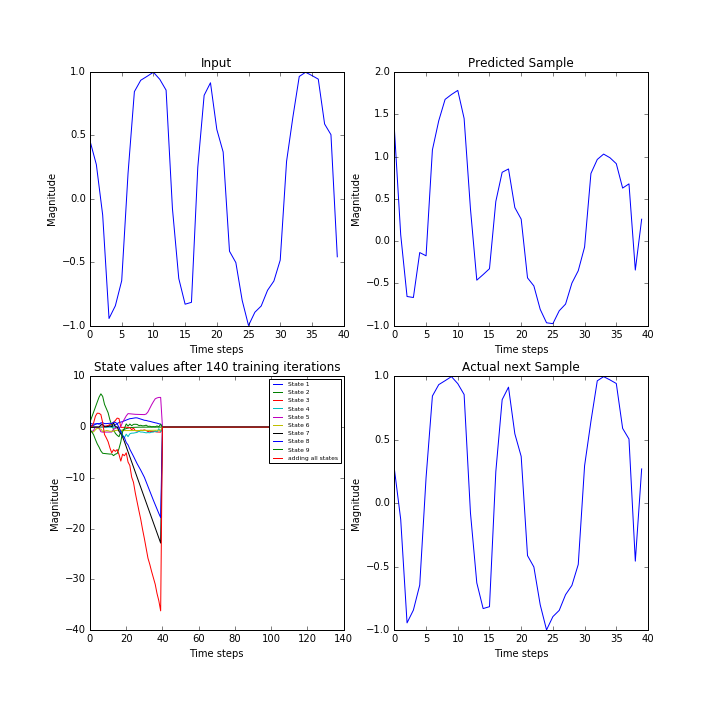 Input
Magnitude
1.0
0.5
0.0
−0.5
−1.0
0 5 10 15 20 25 30 35 40
Time steps
Predicted Sample
Magnitude
2.0
1.5
1.0
0.5
0.0
−0.5
−1.0
0 5 10 15 20 25 30 35 40
Time steps
State values after 140 training iterations
Magnitude
10
0
−10
−20
−30
−40
0 20 40 60 80 100 120 140
Time steps
State 1
State 2
State 3
State 4
State 5
State 6
State 7
State 8
State 9
adding all states
Actual next Sample
Magnitude
1.0
0.5
0.0
−0.5
−1.0
0 5 10 15 20 25 30 35 40
Time steps